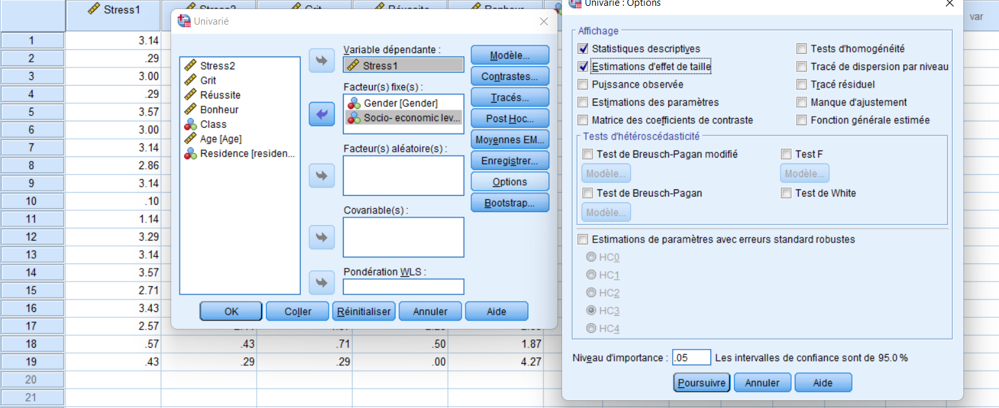 Stress1
Stress2
Grit
Réussite
Bonheur
var
1 3.14
2 .29
3 3.00
4 .29
5 3.57
6 3.00
7 3.14
8 2.86
9 3.14
10 .10
11 1.14
12 3.29
13 3.14
14 3.57
15 2.71
16 3.43
17 2.57
18 .57 .43 .71 .50 1.87
19 .43 .29 .29 .00 4.27
20
21
Univarié
Stress2
Grit
Réussite
Bonheur
Class
Age [Age]
Residence [residen...
Variable dépendante :
Stress1
Facteur(s) fixe(s) :
Gender [Gender]
Socio- economic lev...
Facteur(s) aléatoire(s) :
Covariable(s) :
Pondération WLS :
Modèle...
Contrastes...
Tracés...
Post Hoc...
Moyennes EM...
Enregistrer...
Options
Bootstrap...
OK
Coller
Réinitialiser
Annuler
Aide
Univarié : Options
Affichage
Statistiques descriptives
Tests d'homogénéité
Estimations d'effet de taille
Tracé de dispersion par niveau
Puissance observée
Tracé résiduel
Estimations des paramètres
Manque d'ajustement
Matrice des coefficients de contraste
Fonction générale estimée
Tests d'hétéroscédasticité
Test de Breusch-Pagan modifié
Test F
Modèle...
Modèle...
Test de Breusch-Pagan
Test de White
Modèle...
Estimations de paramètres avec erreurs standard robustes
HC0
HC1
HC2
HC3
HC4
Niveau d'importance : .05 Les intervalles de confiance sont de 95.0 %
Poursuivre
Annuler
Aide